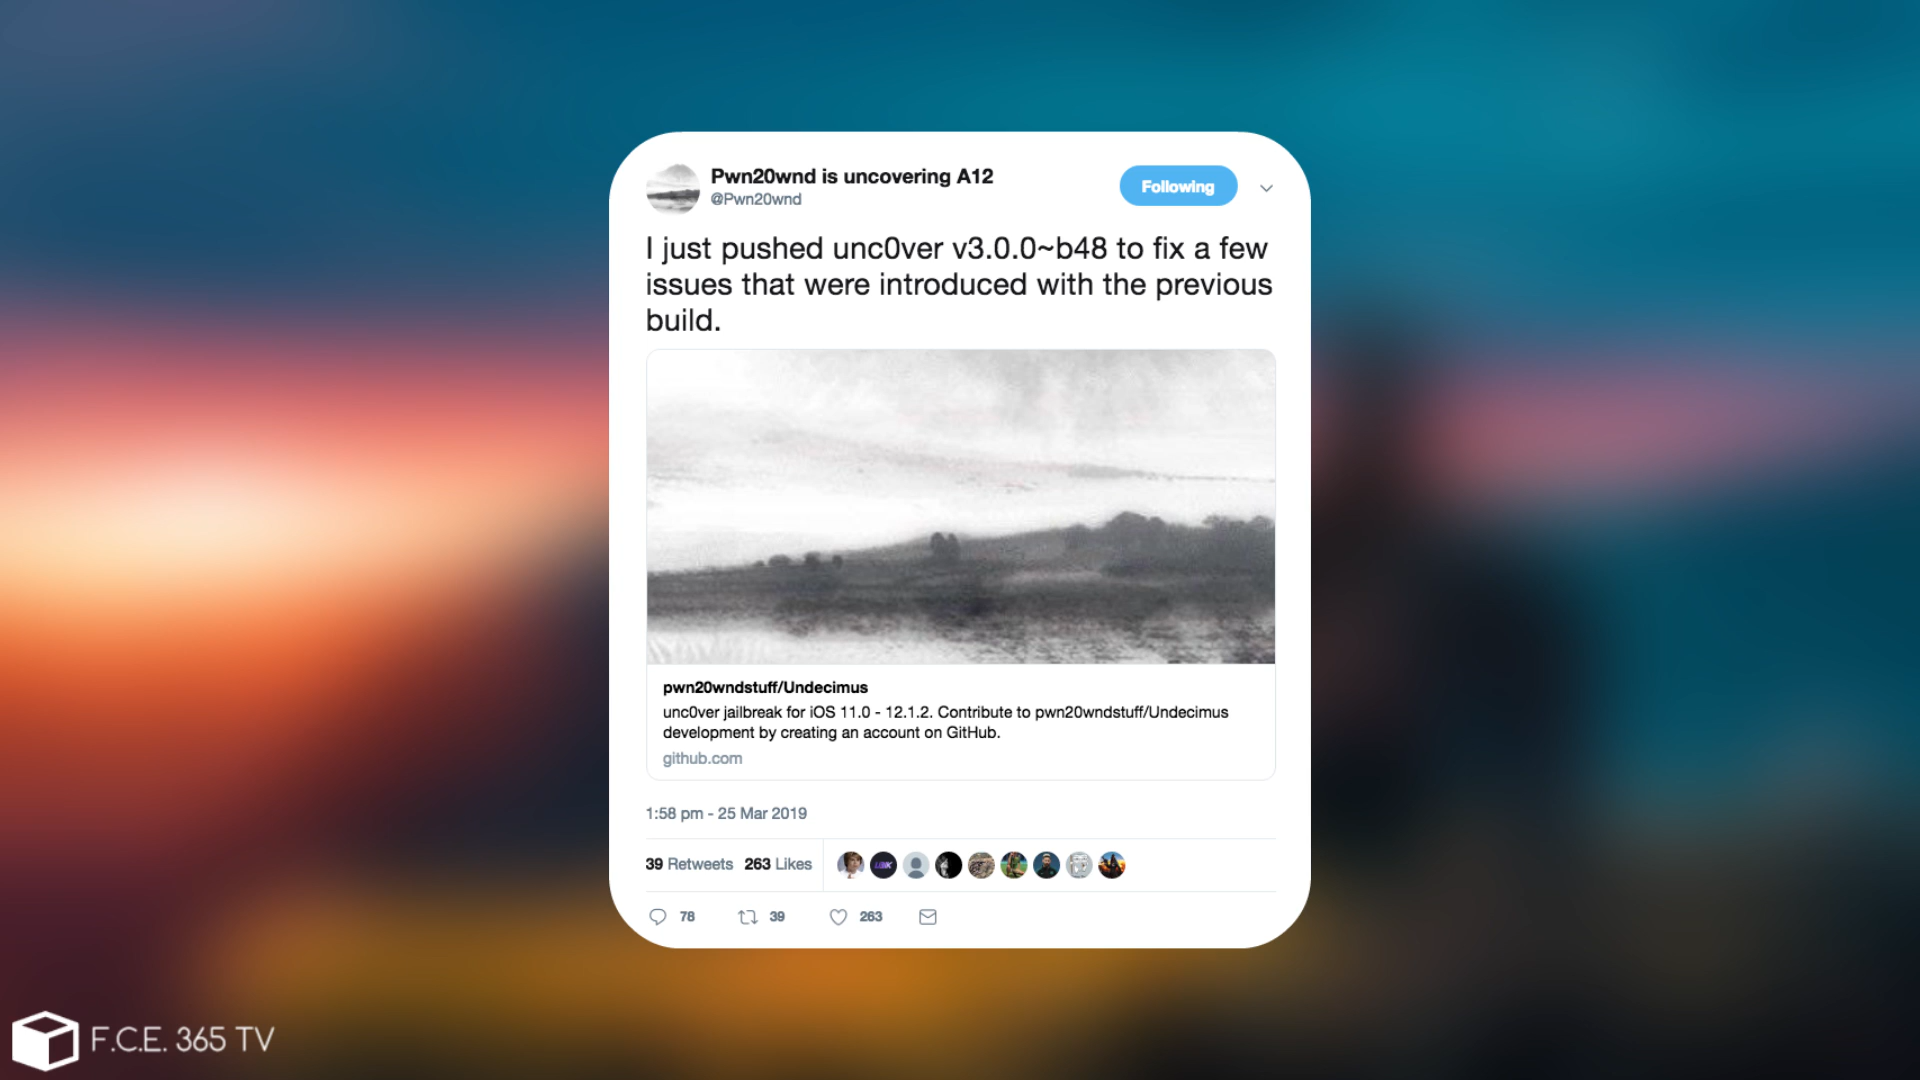 Pwn20wnd is uncovering A12
@Pwn20wnd
Following
I just pushed unc0ver v3.0.0~b48 to fix a few
issues that were introduced with the previous
build.
pwn20wndstuff/Undecimus
unc0ver jailbreak for iOS 11.0 - 12.1.2. Contribute to pwn20wndstuff/Undecimus
development by creating an account on GitHub.
github.com
1:58 pm - 25 Mar 2019
39 Retweets 263 Likes
78 39 263
F.C.E. 365 TV